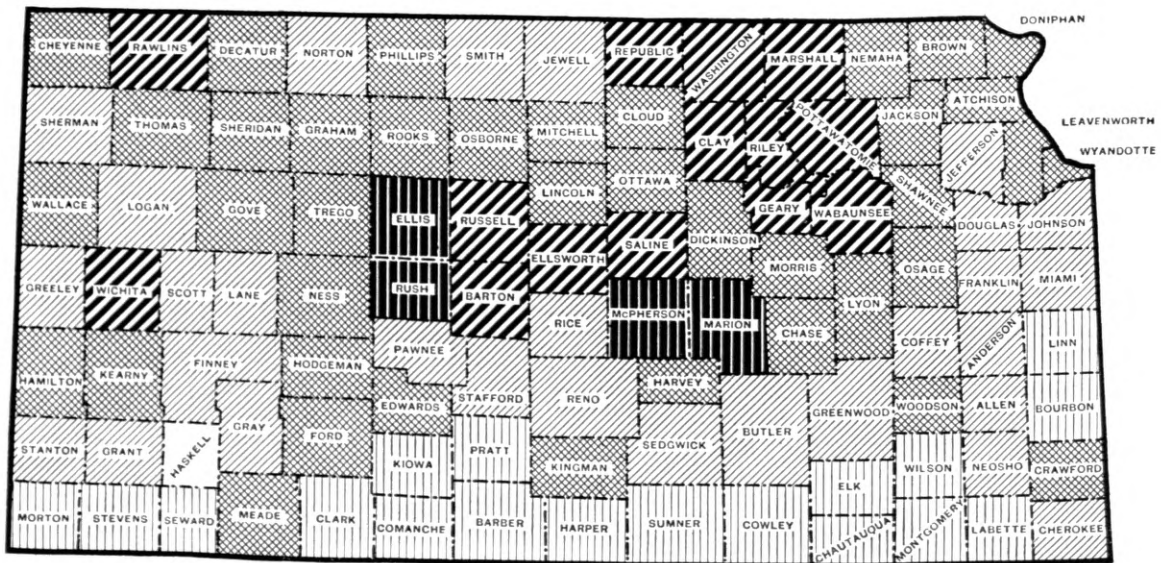 DONIPHAN
CHEYENNE RAWLINS DECATUR NORTON PHILLIPS SMITH JEWELL REPUBLIC WASHINGTON MARSHALL NEMAHA BROWN
ATCHISON
SHERMAN THOMAS SHERIDAN GRAHAM ROOKS OSBORNE MITCHELL CLOUD CLAY RILEY POTTAWATOMIE JACKSON JEFFERSON LEAVENWORTH
WYANDOTTE
WALLACE LOGAN GOVE TREGO ELLIS RUSSELL LINCOLN OTTAWA GEARY WABAUNSEE SHAWNEE DOUGLAS JOHNSON
ELLSWORTH SALINE DICKINSON MORRIS OSAGE FRANKLIN MIAMI
GREELEY WICHITA SCOTT LANE NESS RUSH BARTON RICE McPHERSON MARION CHASE LYON COFFEY ANDERSON LINN
HAMILTON KEARNY FINNEY HODGEMAN PAWNEE STAFFORD RENO HARVEY BUTLER GREENWOOD WOODSON ALLEN BOURBON
EDWARDS
STANTON GRANT HASKELL GRAY FORD KIOWA PRATT KINGMAN SEDGWICK ELK WILSON NEOSHO CRAWFORD
MORTON STEVENS SEWARD MEADE CLARK COMANCHE BARBER HARPER SUMNER COWLEY CHAUTAUQUA MONTGOMERY LABETTE CHEROKEE